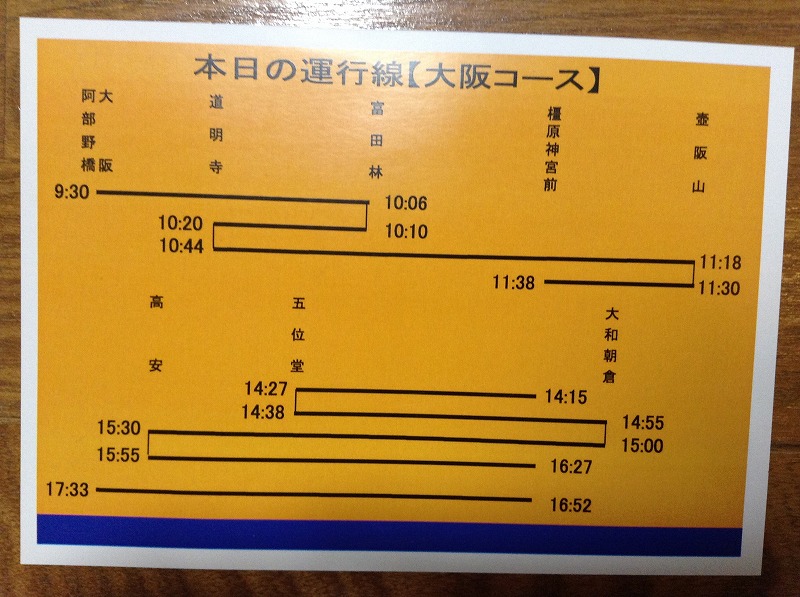 本日の運行線【大阪コース】
大阪
阿部野橋
道明寺
富田林
橿原神宮前
壺阪山
9:30
10:06
10:20
10:10
10:44
11:18
11:38
11:30
高安
五位堂
大和朝倉
14:27
14:15
14:38
14:55
15:30
15:00
15:55
16:27
17:33
16:52